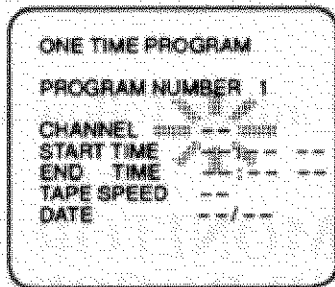 ONE TIME PROGRAM
PROGRAM NUMBER 1
CHANNEL --
START TIME --:-- --
END TIME --:-- --
TAPE SPEED --
DATE --/--